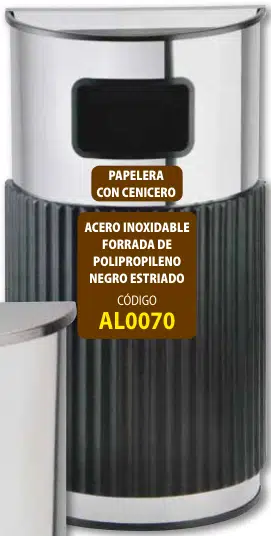 PAPELERA
CON CENICERO
ACERO INOXIDABLE
FORRADA DE
POLIPROPILENO
NEGRO ESTRIADO
CÓDIGO
AL0070